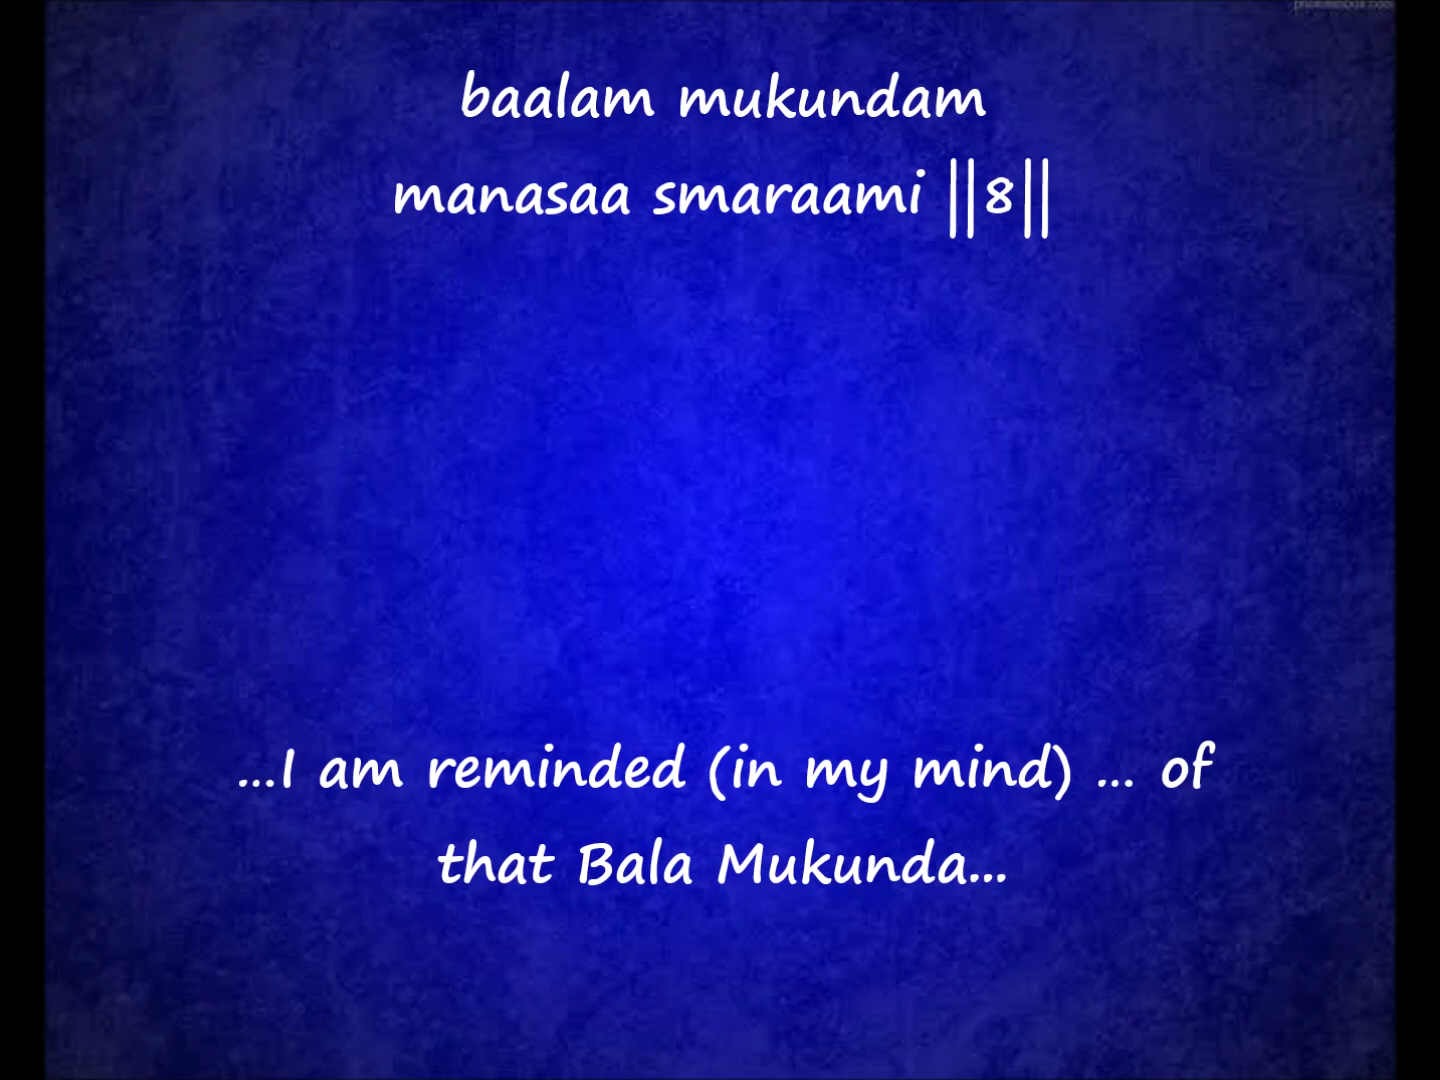 baalam mukundam
manasaa smaraami ||8||
...I am reminded (in my mind) ... of
that Bala Mukunda...